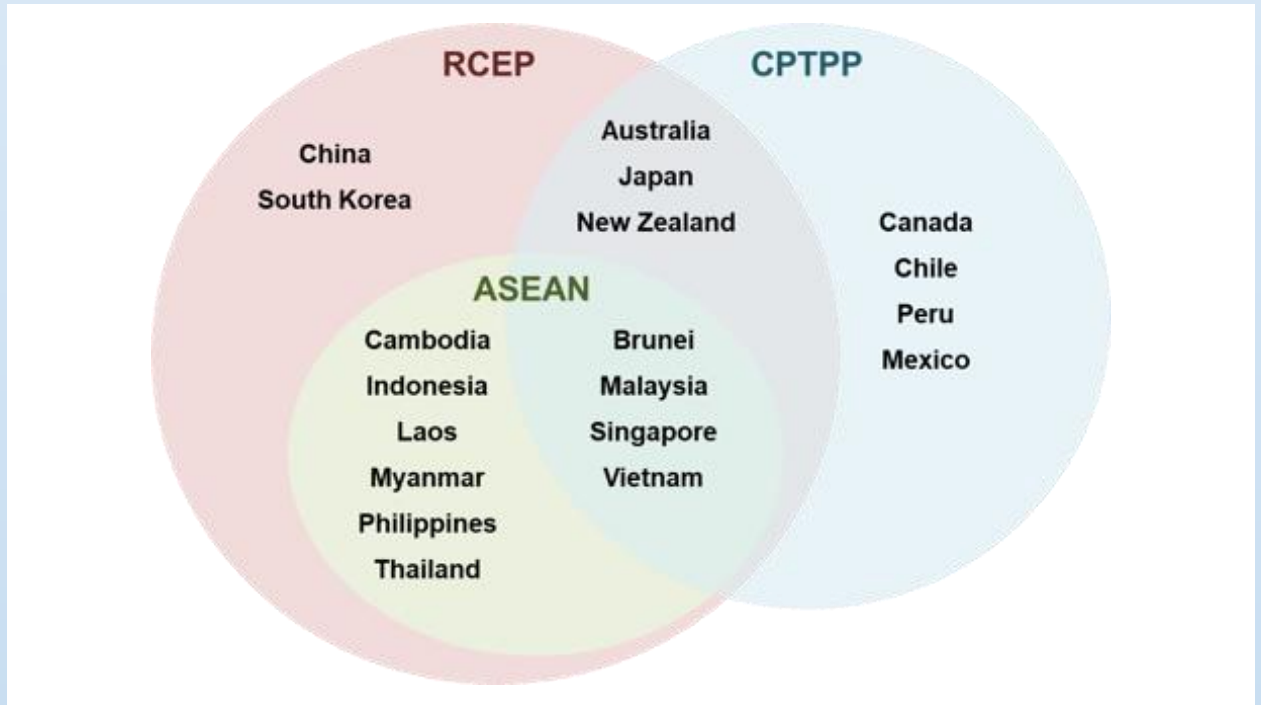 RCEP
CPTPP
China
South Korea
Australia
Japan
New Zealand
Canada
Chile
Peru
Mexico
ASEAN
Cambodia
Indonesia
Laos
Myanmar
Philippines
Thailand
Brunei
Malaysia
Singapore
Vietnam